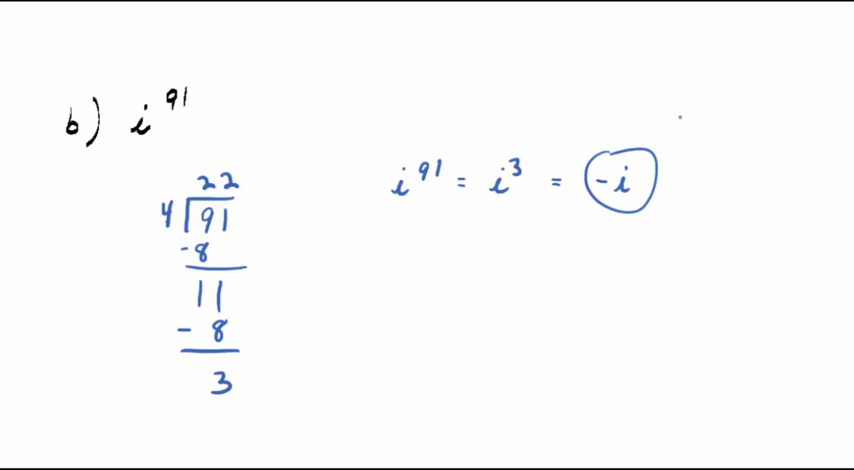 b) i^91
22
4 ) 91
-8
11
- 8
3
i^91 = i^3 = -i